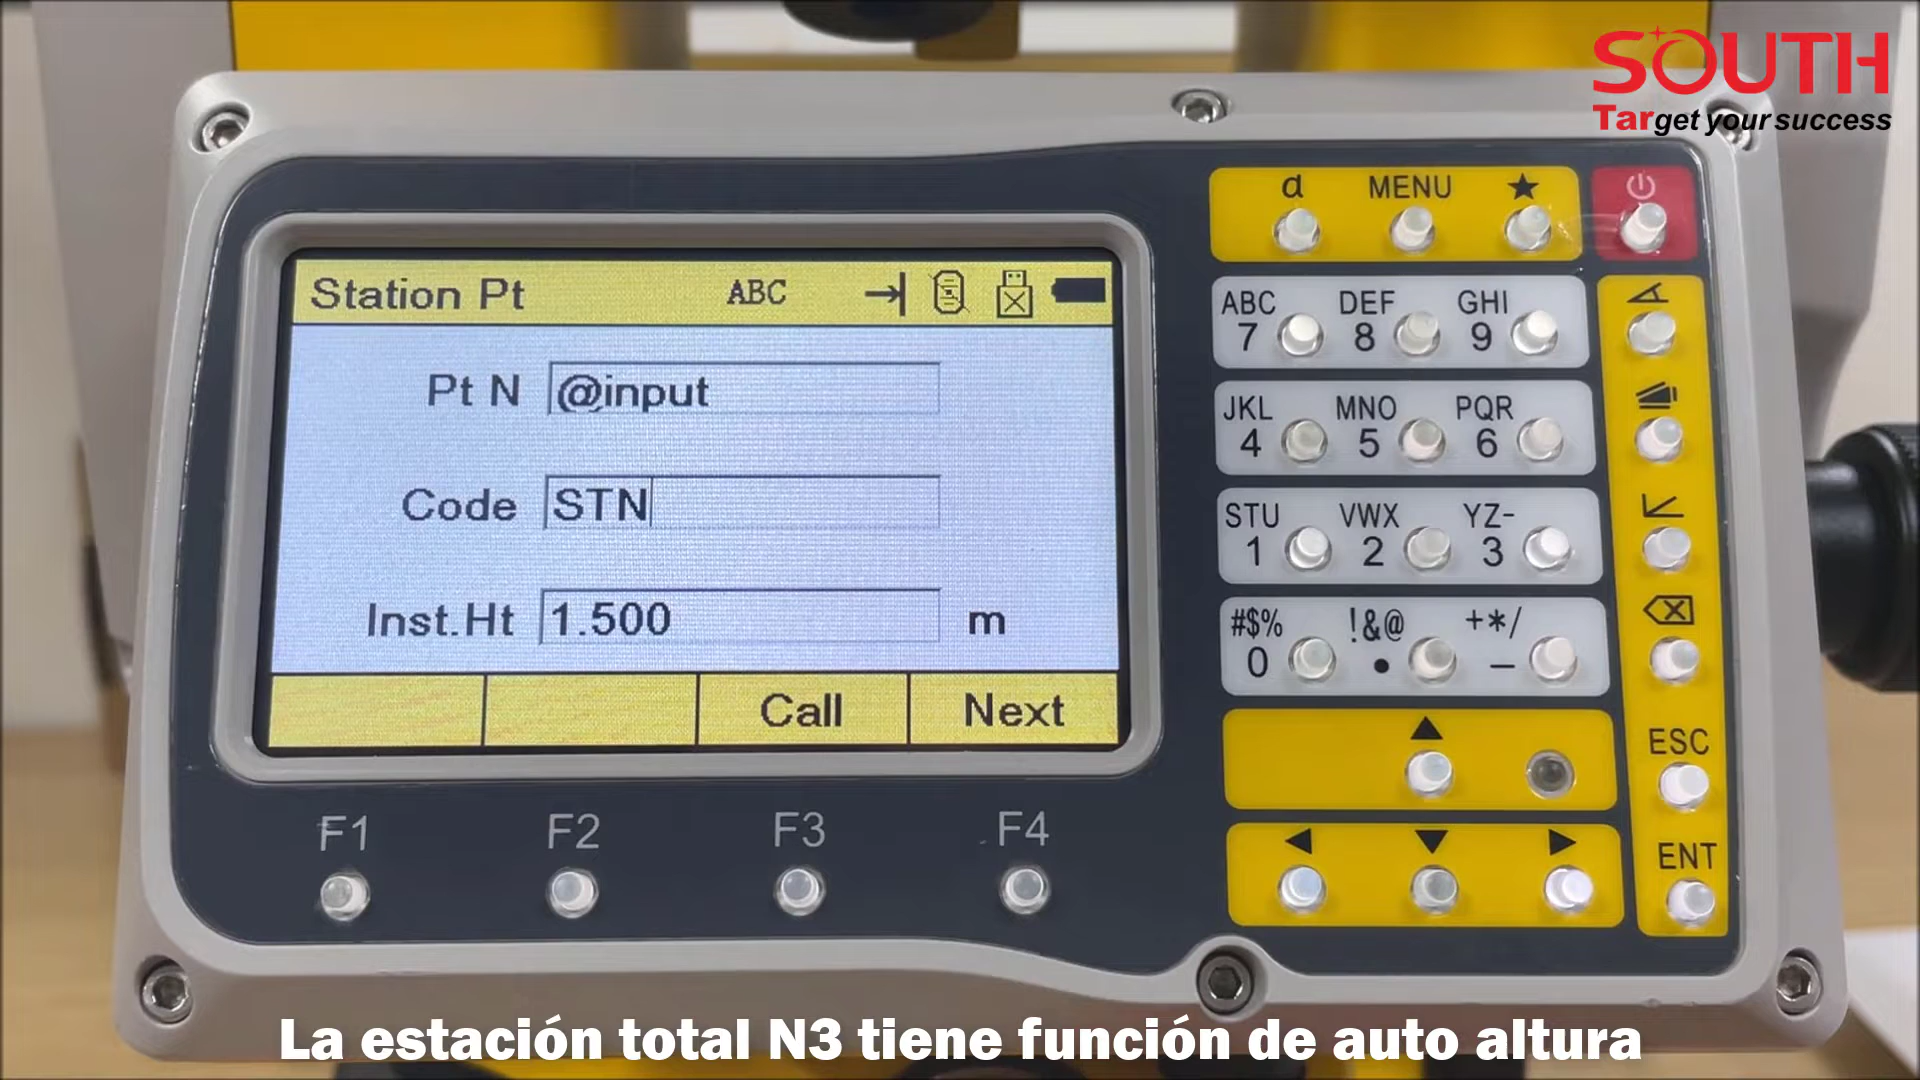 SOUTH
Target your success
α MENU ★
Station Pt ABC
ABC DEF GHI
7 8 9
Pt N @input
JKL MNO PQR
4 5 6
Code STN
STU VWX YZ-
1 2 3
Inst.Ht 1.500 m
#$% !&@ +*/
0 • –
Call Next
ESC
F1 F2 F3 F4
ENT
La estación total N3 tiene función de auto altura